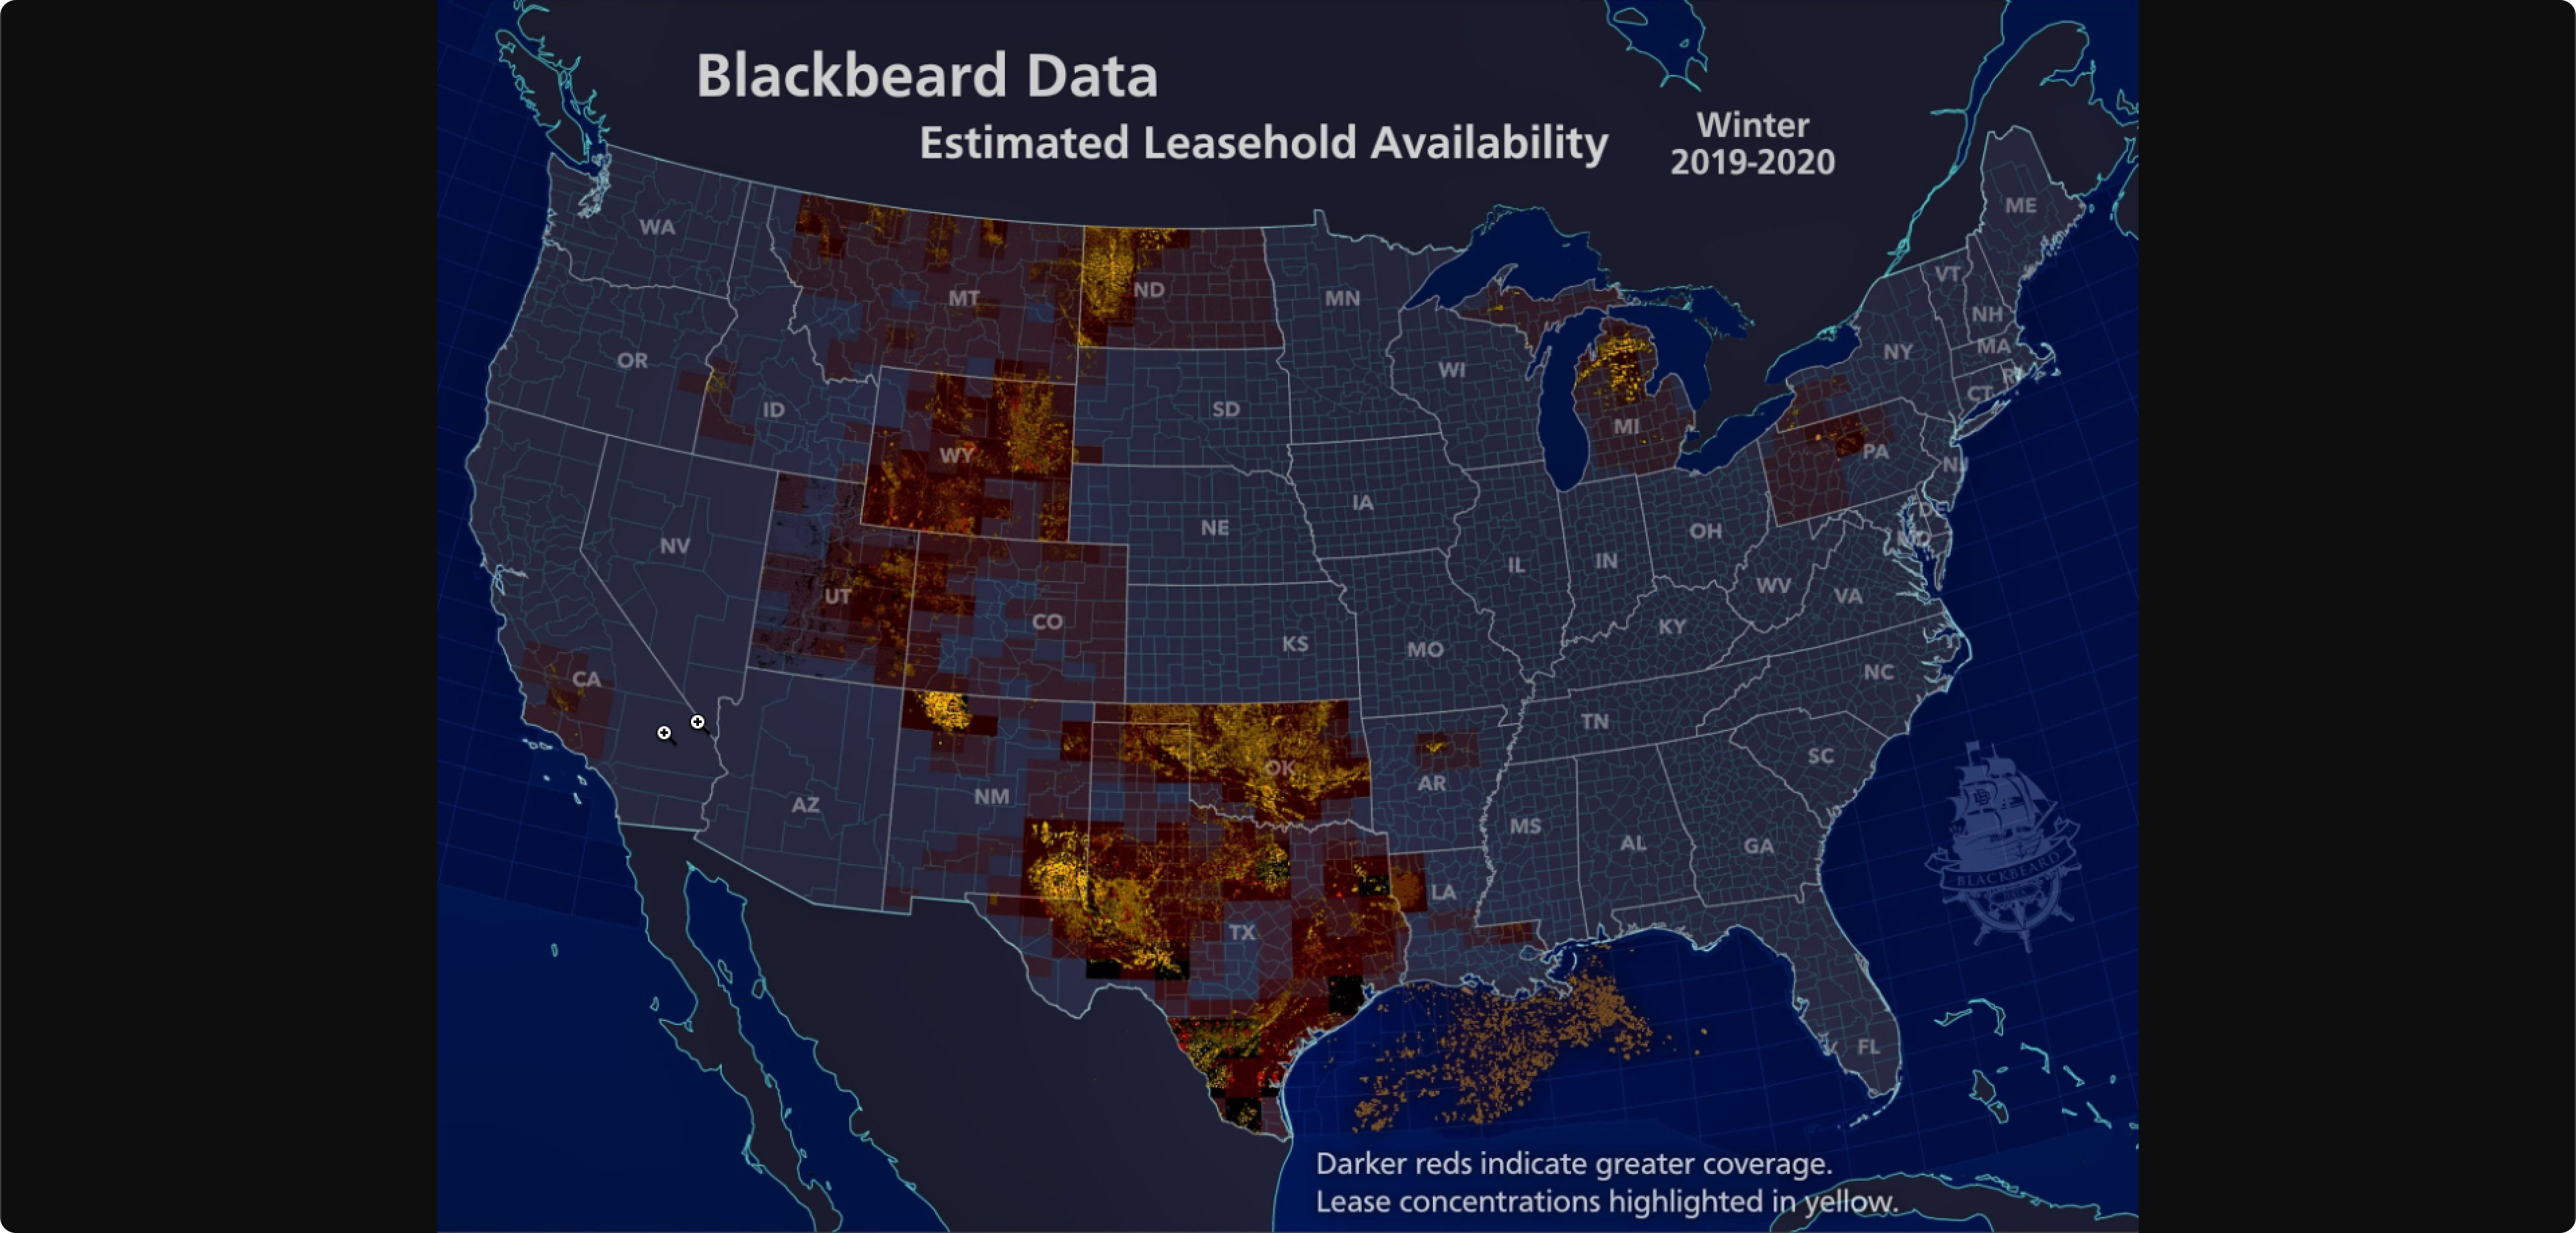 Blackbeard Data
Estimated Leasehold Availability
Winter
2019-2020
WA
MT
ND
MN
ME
VT
NH
MA
NY
CT
RI
OR
ID
WY
SD
WI
MI
PA
NJ
NV
UT
CO
NE
IA
IL
IN
OH
DE
MD
WV
VA
CA
KS
MO
KY
NC
AZ
NM
OK
AR
TN
SC
MS
AL
GA
TX
LA
FL
BLACKBEARD
Darker reds indicate greater coverage.
Lease concentrations highlighted in yellow.